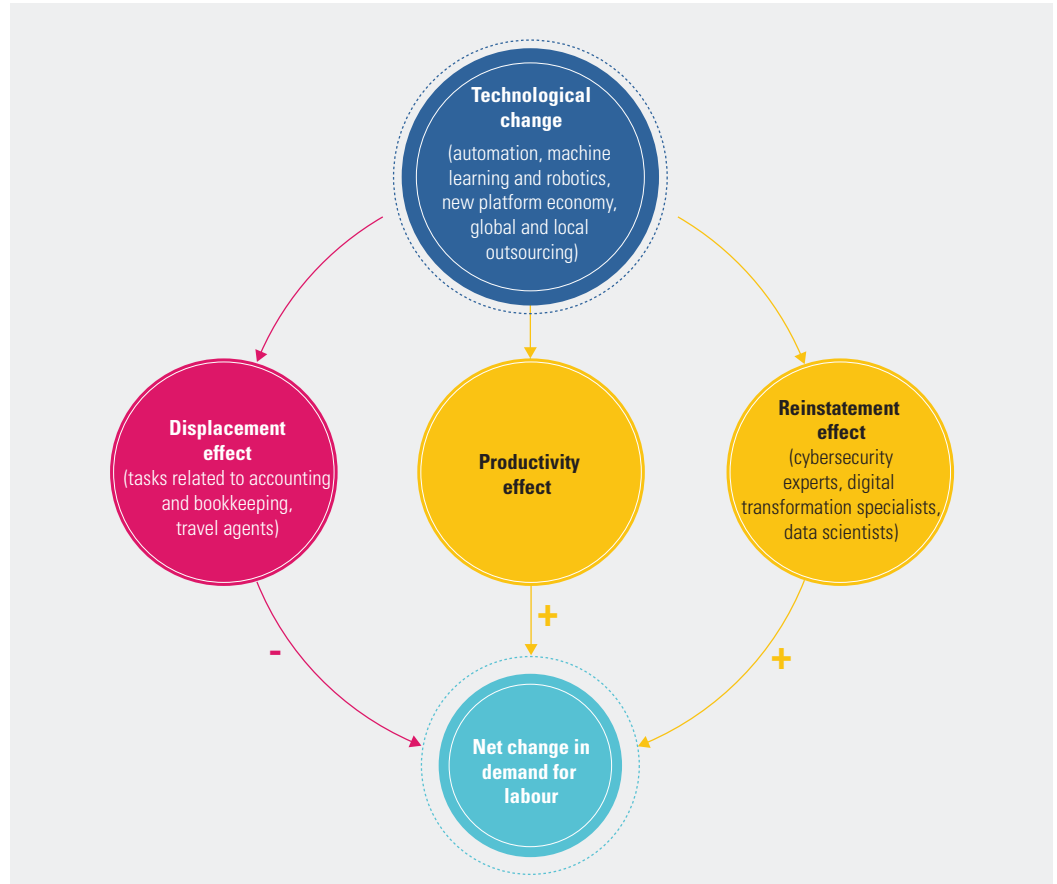 Technological
change
(automation, machine
learning and robotics,
new platform economy,
global and local
outsourcing)
Displacement
effect
(tasks related to accounting
and bookkeeping,
travel agents)
Productivity
effect
Reinstatement
effect
(cybersecurity
experts, digital
transformation specialists,
data scientists)
-
+
+
Net change in
demand for
labour